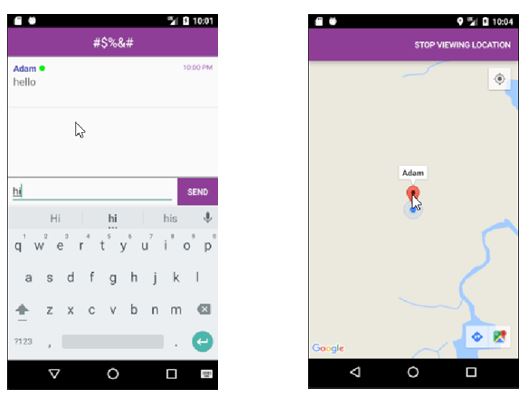 10:01
#$%&#
Adam
10:00 PM
hello
hi
SEND
Hi hi his
1 2 3 4 5 6 7 8 9 0
q w e r t y u i o p
a s d f g h j k l
z x c v b n m
?123 , .
10:04
STOP VIEWING LOCATION
Adam
Google